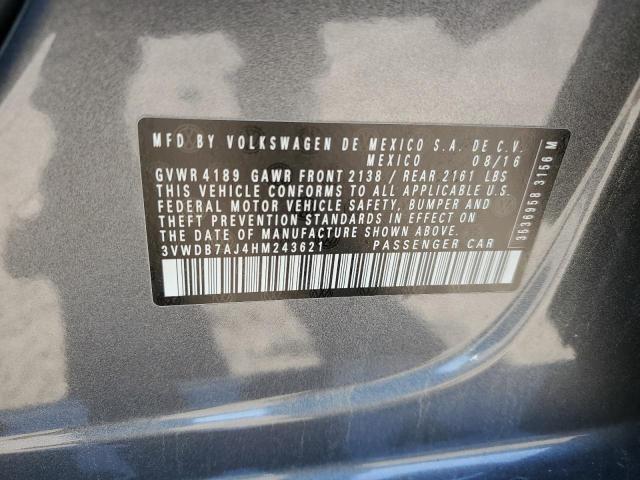 MFD BY VOLKSWAGEN DE MEXICO S.A. DE C.V.
MEXICO 08/16
GVWR 4189 GAWR FRONT 2138 / REAR 2161 LBS
THIS VEHICLE CONFORMS TO ALL APPLICABLE U.S.
FEDERAL MOTOR VEHICLE SAFETY, BUMPER AND
THEFT PREVENTION STANDARDS IN EFFECT ON
THE DATE OF MANUFACTURE SHOWN ABOVE.
3VWDB7AJ4HM243621 PASSENGER CAR
3636958 3156 M